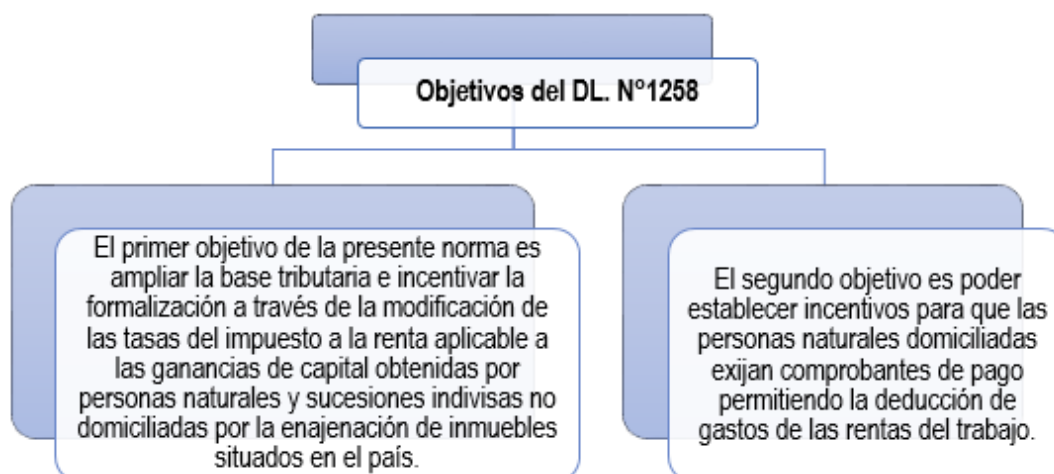 Objetivos del DL. N°1258
El primer objetivo de la presente norma es
ampliar la base tributaria e incentivar la
formalización a través de la modificación de
las tasas del impuesto a la renta aplicable a
las ganancias de capital obtenidas por
personas naturales y sucesiones indivisas no
domiciliadas por la enajenación de inmuebles
situados en el país.
El segundo objetivo es poder
establecer incentivos para que las
personas naturales domiciliadas
exijan comprobantes de pago
permitiendo la deducción de
gastos de las rentas del trabajo.